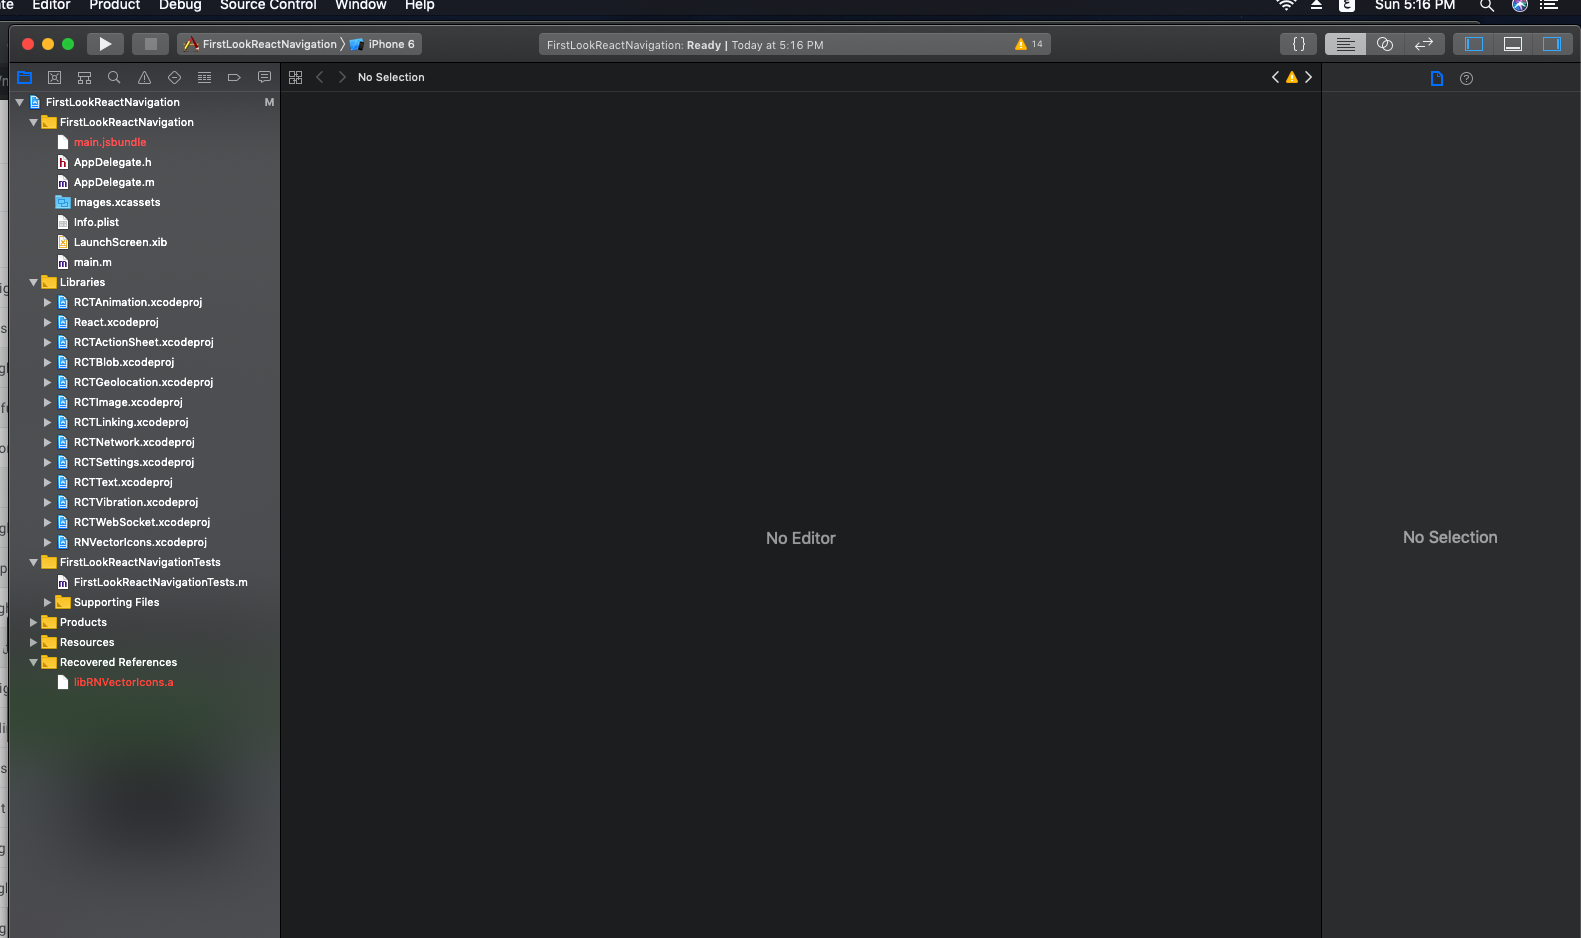 te Editor Product Debug Source Control Window Help Sun 5:16 PM
FirstLookReactNavigation iPhone 6
FirstLookReactNavigation: Ready | Today at 5:16 PM 14
{ }
No Selection
FirstLookReactNavigation M
FirstLookReactNavigation
main.jsbundle
AppDelegate.h
AppDelegate.m
Images.xcassets
Info.plist
LaunchScreen.xib
main.m
Libraries
RCTAnimation.xcodeproj
React.xcodeproj
RCTActionSheet.xcodeproj
RCTBlob.xcodeproj
RCTGeolocation.xcodeproj
RCTImage.xcodeproj
RCTLinking.xcodeproj
RCTNetwork.xcodeproj
RCTSettings.xcodeproj
RCTText.xcodeproj
RCTVibration.xcodeproj
RCTWebSocket.xcodeproj
RNVectorIcons.xcodeproj
FirstLookReactNavigationTests
FirstLookReactNavigationTests.m
Supporting Files
Products
Resources
Recovered References
libRNVectorIcons.a
No Editor
No Selection